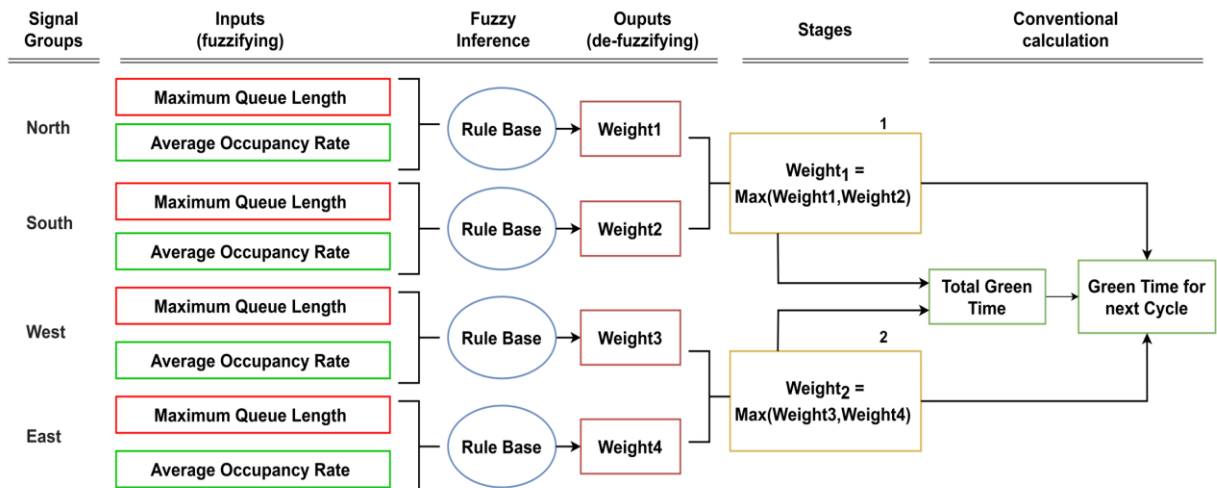 Signal
Groups
Inputs
(fuzzifying)
Fuzzy
Inference
Ouputs
(de-fuzzifying)
Stages
Conventional
calculation
North
Maximum Queue Length
Average Occupancy Rate
Rule Base
Weight1
South
Maximum Queue Length
Average Occupancy Rate
Rule Base
Weight2
1
Weight1 =
Max(Weight1,Weight2)
West
Maximum Queue Length
Average Occupancy Rate
Rule Base
Weight3
East
Maximum Queue Length
Average Occupancy Rate
Rule Base
Weight4
2
Weight2 =
Max(Weight3,Weight4)
Total Green
Time
Green Time for
next Cycle